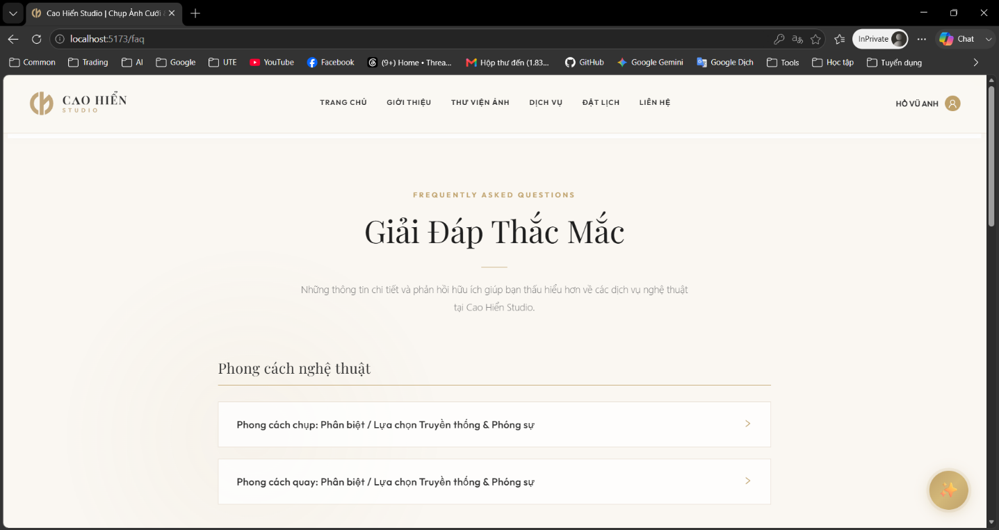 Cao Hiển Studio | Chụp Ảnh Cưới &
localhost:5173/faq
InPrivate
Chat
Common
Trading
AI
Google
UTE
YouTube
Facebook
(9+) Home • Threa...
Hộp thư đến (1.83...
GitHub
Google Gemini
Google Dịch
Tools
Học tập
Tuyển dụng
CAO HIỂN
STUDIO
TRANG CHỦ
GIỚI THIỆU
THƯ VIỆN ẢNH
DỊCH VỤ
ĐẶT LỊCH
LIÊN HỆ
HỒ VŨ ANH
FREQUENTLY ASKED QUESTIONS
Giải Đáp Thắc Mắc
Những thông tin chi tiết và phản hồi hữu ích giúp bạn thấu hiểu hơn về các dịch vụ nghệ thuật
tại Cao Hiển Studio.
Phong cách nghệ thuật
Phong cách chụp: Phân biệt / Lựa chọn Truyền thống & Phóng sự
Phong cách quay: Phân biệt / Lựa chọn Truyền thống & Phóng sự